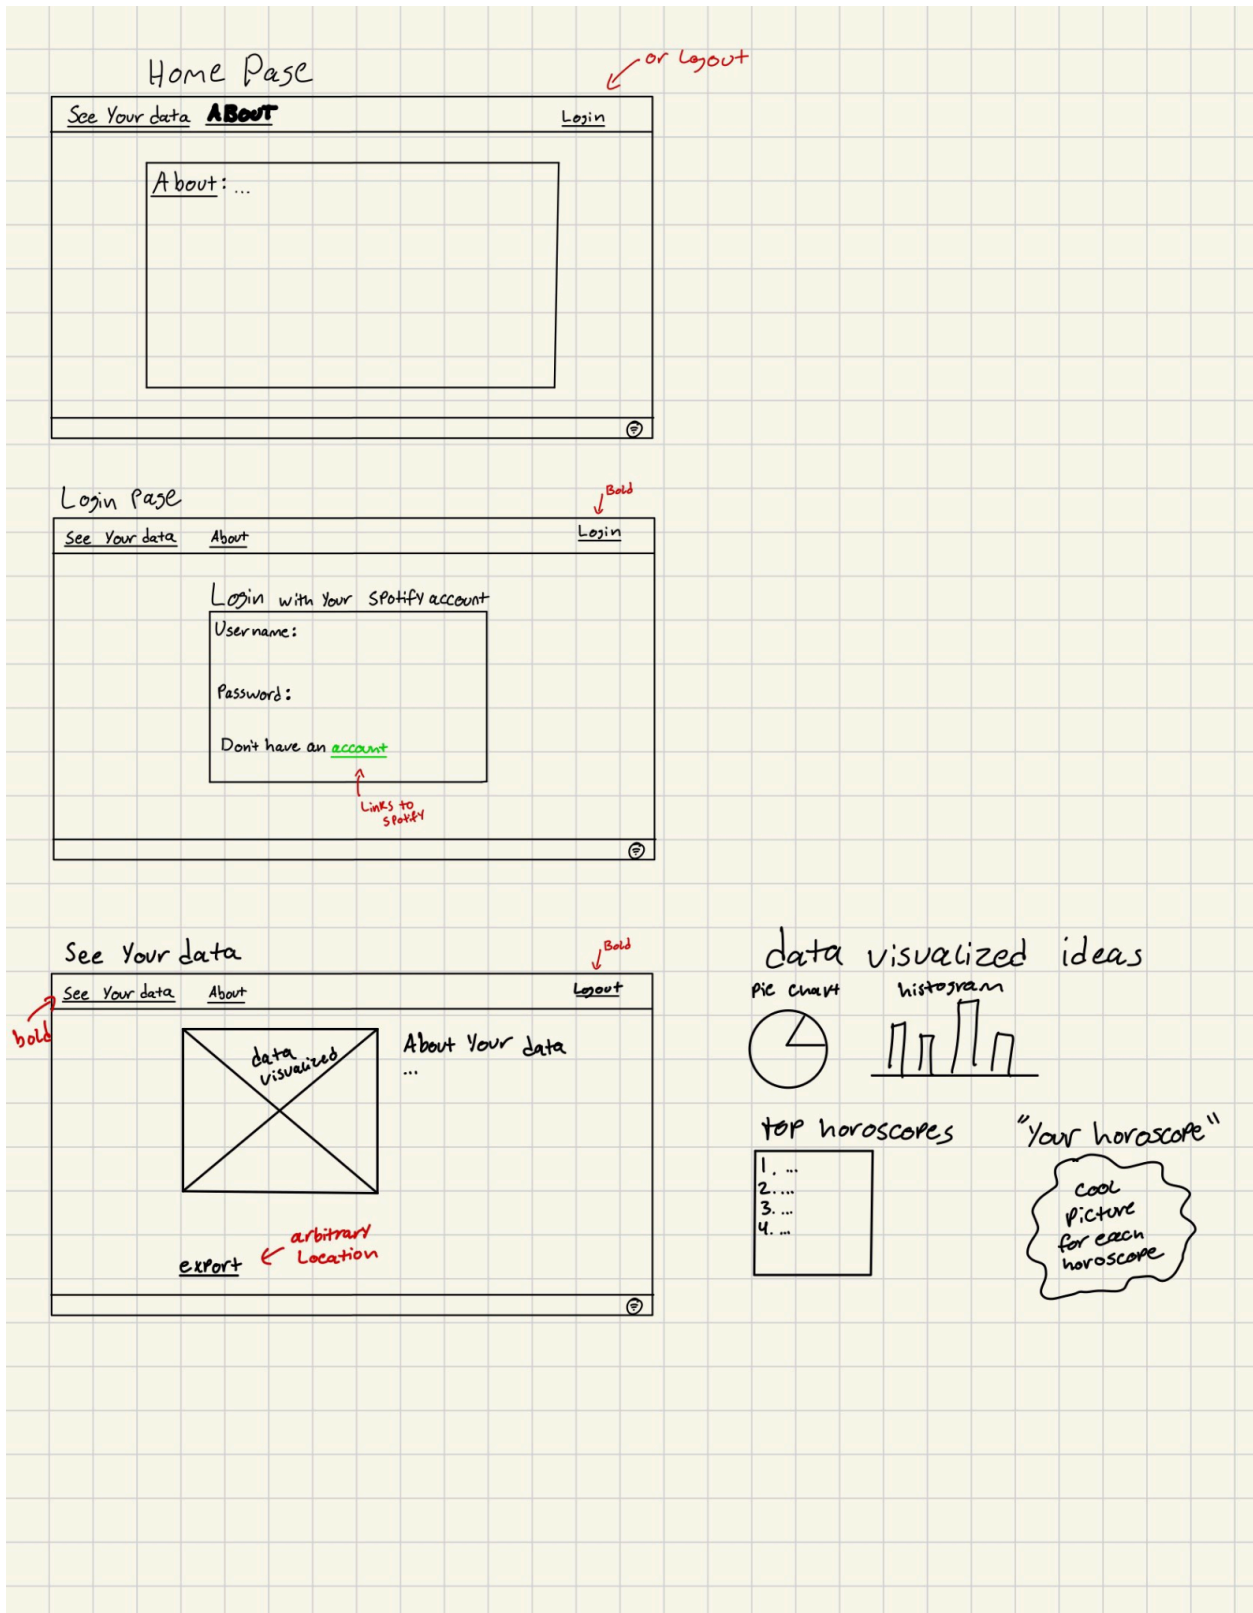 Home Page
or Logout
See Your data ABOUT Login
About: ...
Login Page
Bold
See Your data About Login
Login with Your Spotify account
Username:
Password:
Don't have an account
Links to
Spotify
See Your data
Bold
See Your data About Logout
bold
data
visualized
About Your data
...
arbitrary
Location
export
data visualized ideas
Pie chart histogram
top horoscopes "Your horoscope"
1. ...
2. ...
3. ...
4. ...
cool
Picture
for each
horoscope